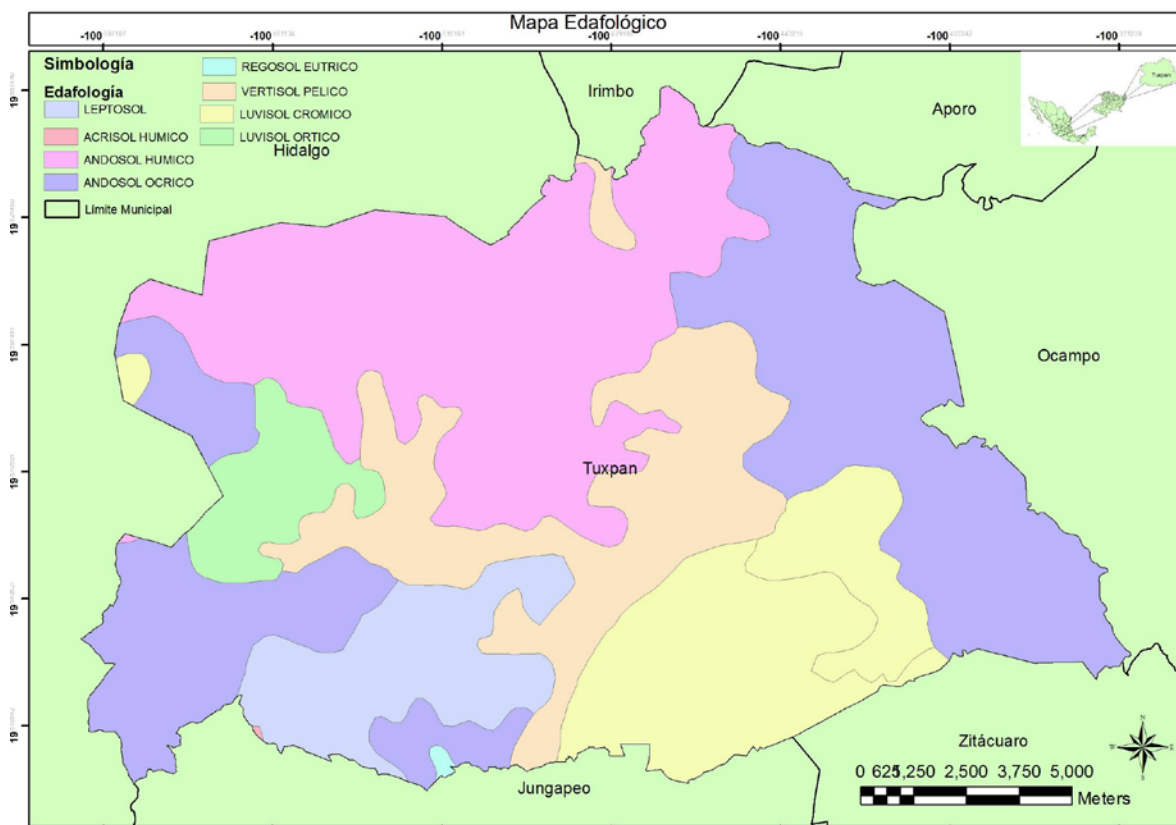 Mapa Edafológico
-100 -100 -100 -100 -100 -100 -100
Simbología
Edafología
LEPTOSOL
ACRISOL HUMICO
ANDOSOL HUMICO
ANDOSOL OCRICO
Límite Municipal
REGOSOL EUTRICO
VERTISOL PELICO
LUVISOL CROMICO
LUVISOL ORTICO
Hidalgo
Irimbo
Aporo
Tuxpan
Ocampo
Tuxpan
Zitácuaro
Jungapeo
19
19
19
19
19
19
N
W E
S
0 625 1,250 2,500 3,750 5,000
Meters